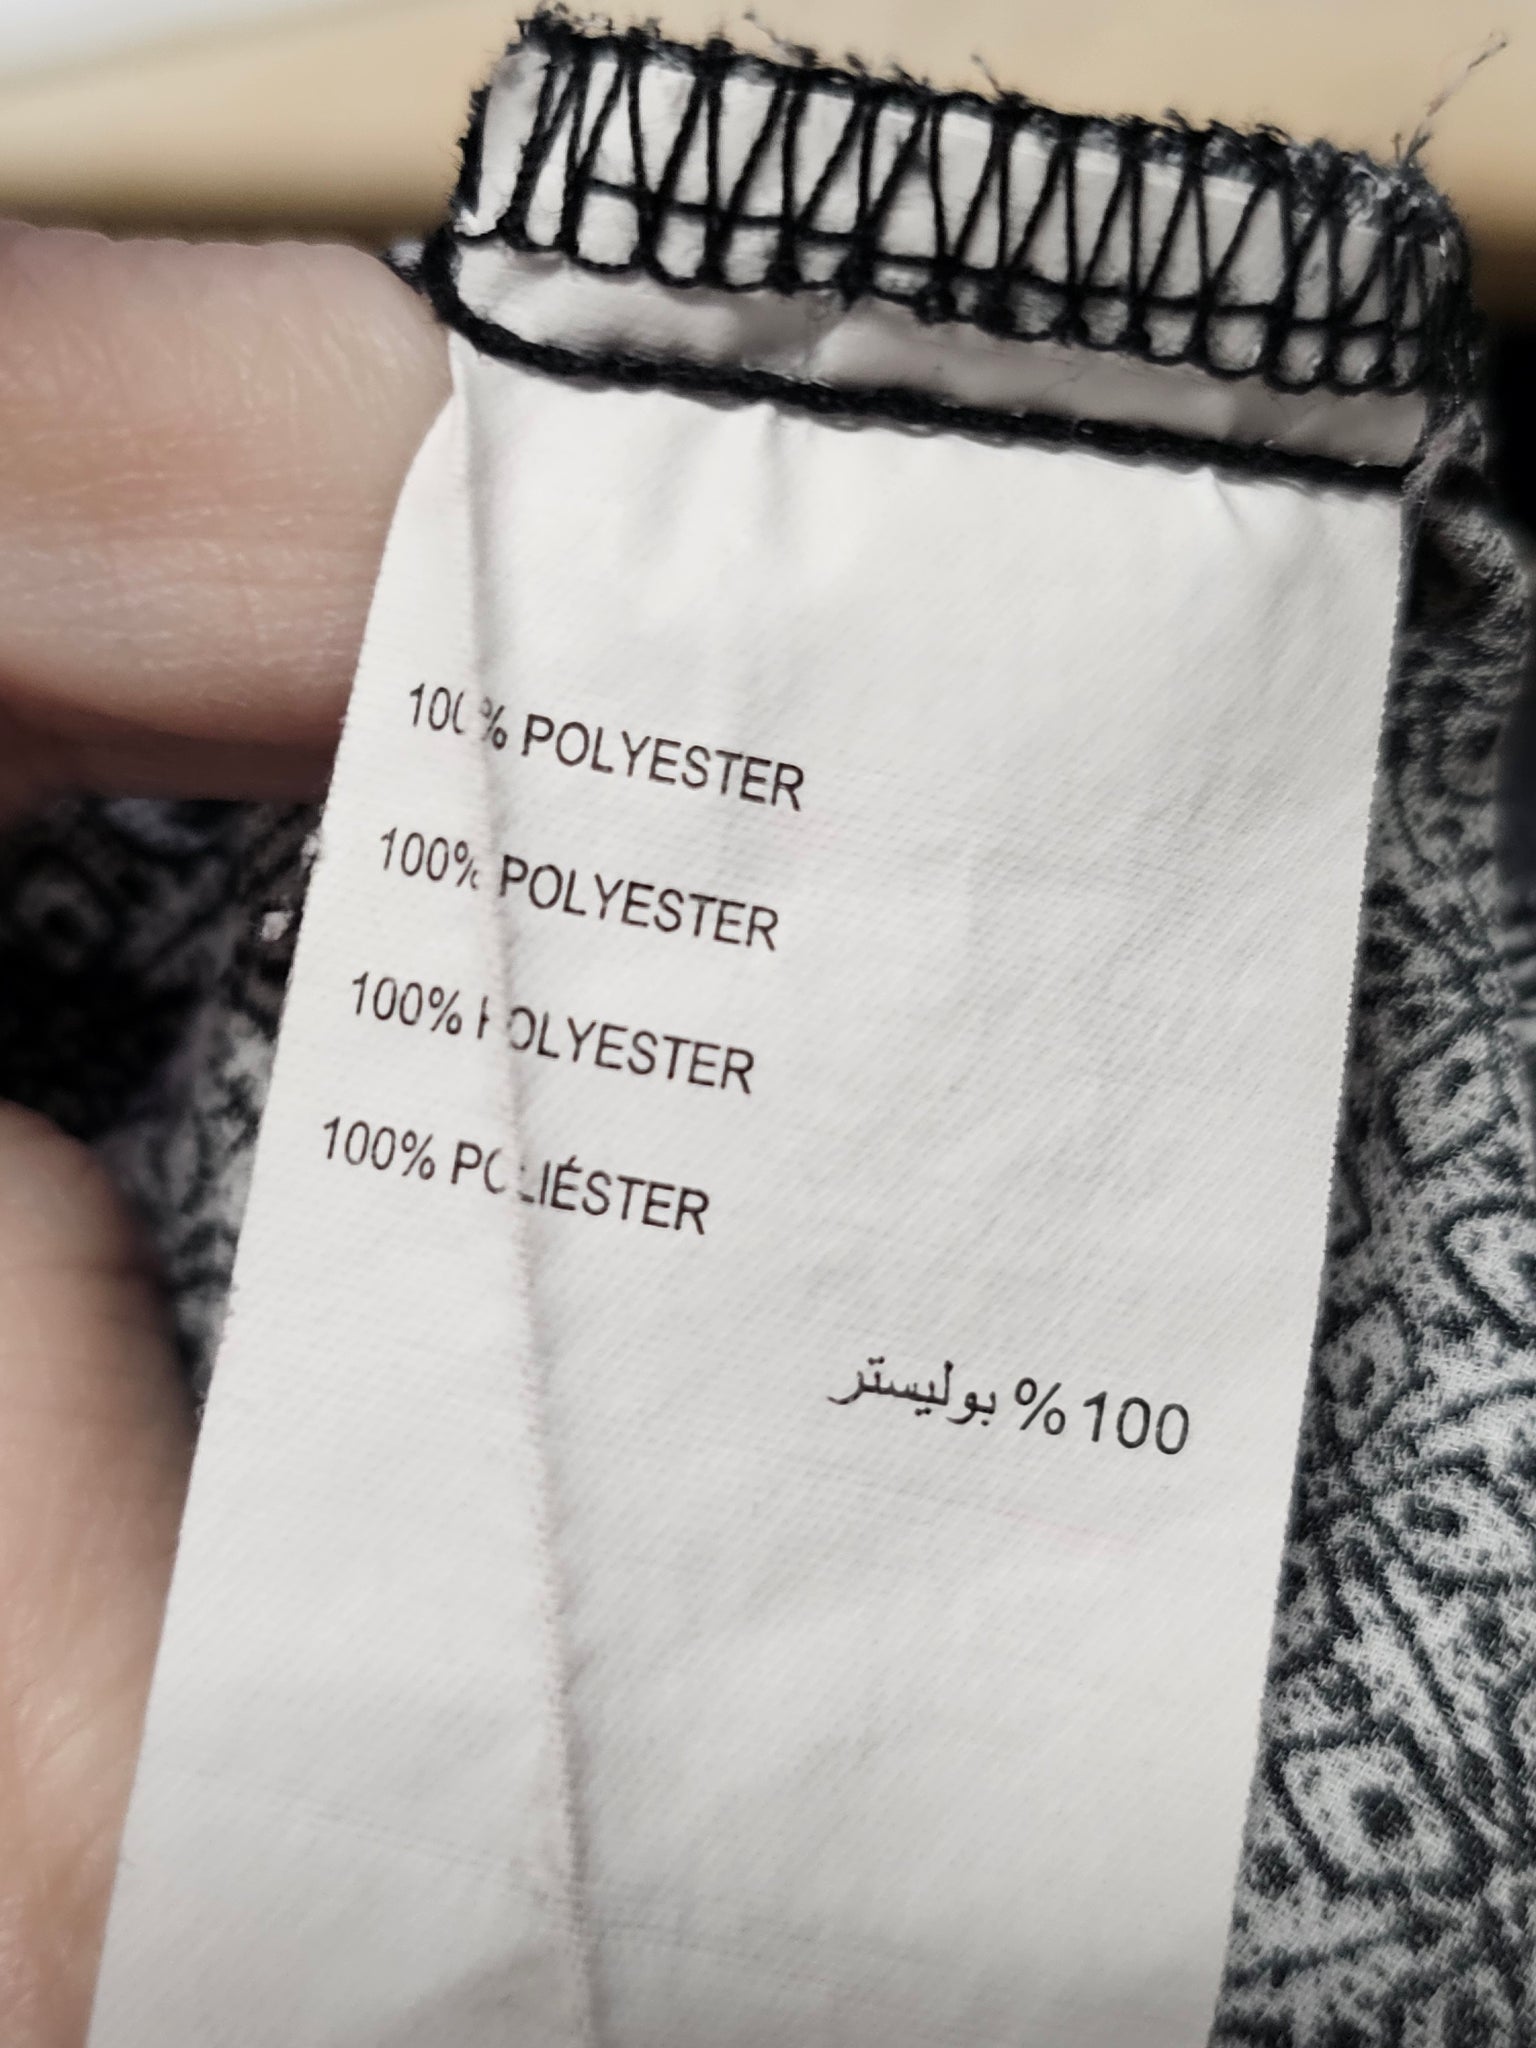 100% POLYESTER
100% POLYESTER
100% POLYESTER
100% POLIÉSTER
100 % بوليستر